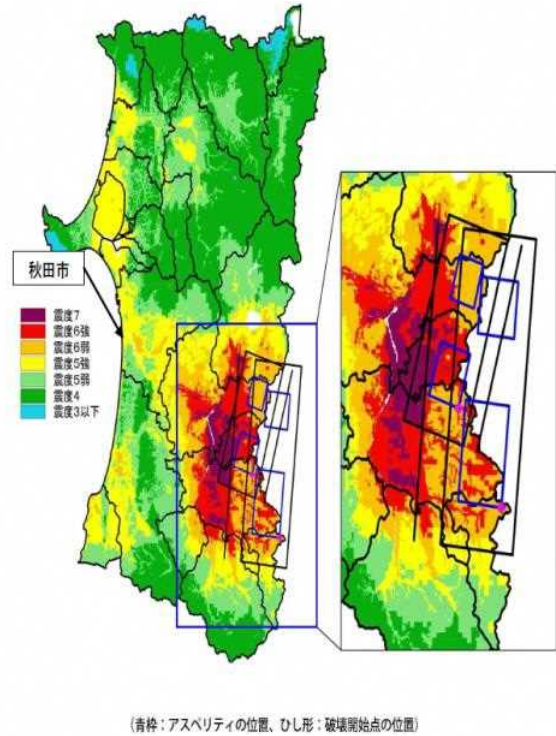 秋田市
震度7
震度6強
震度6弱
震度5強
震度5弱
震度4
震度3以下
(青枠：アスペリティの位置、ひし形：破壊開始点の位置)